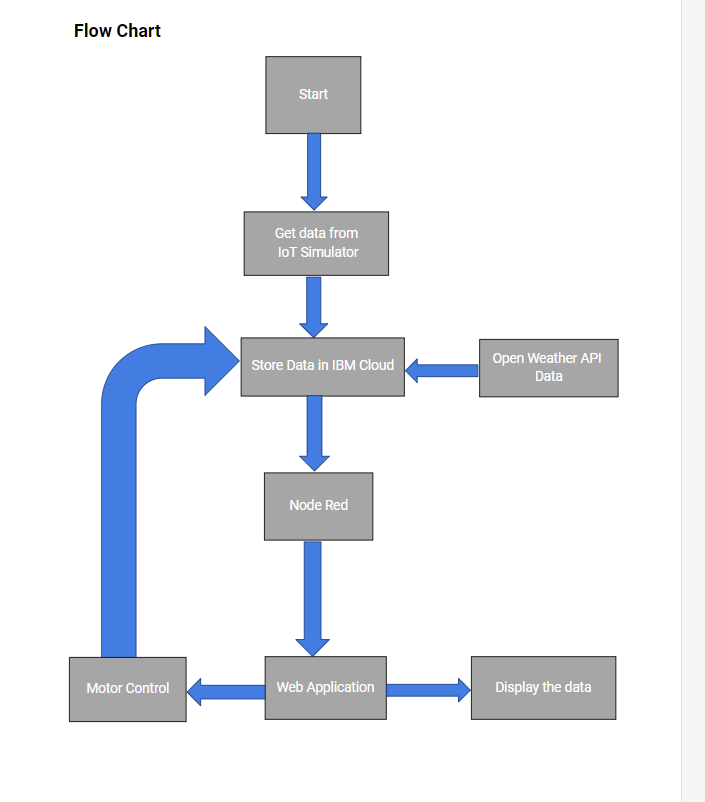 Flow Chart
Start
Get data from
IoT Simulator
Store Data in IBM Cloud
Open Weather API
Data
Node Red
Motor Control
Web Application
Display the data